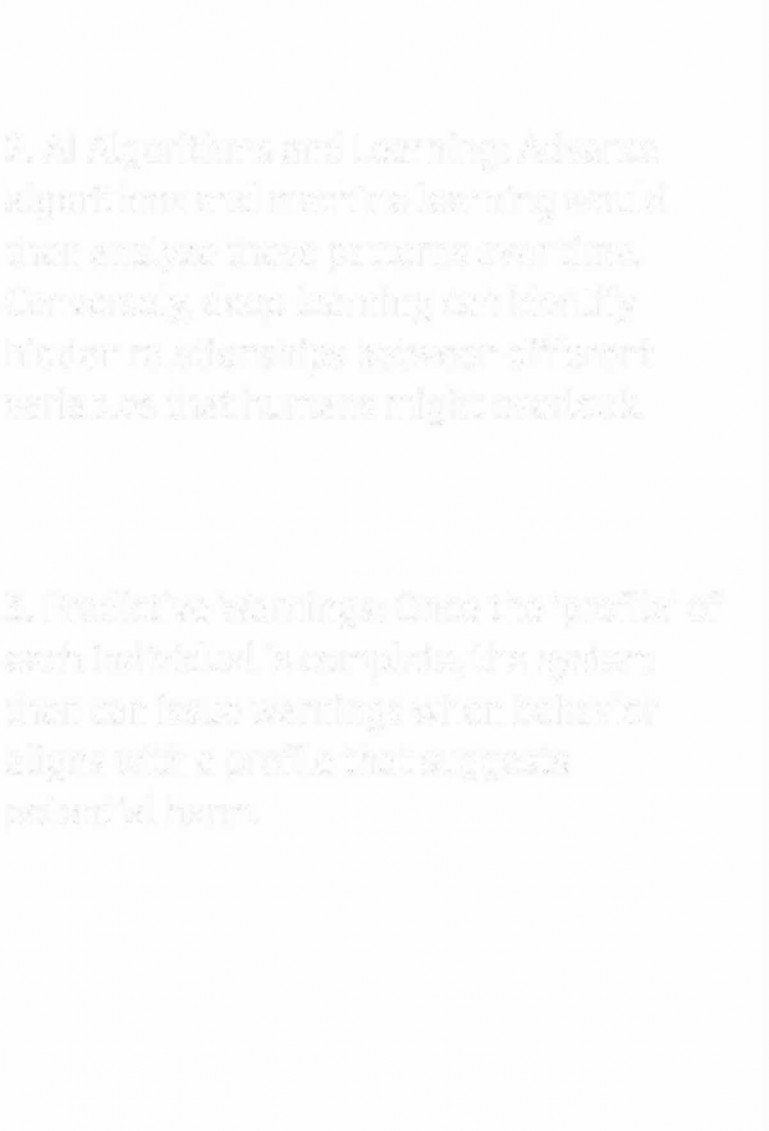 2. AI Algorithms and Learning: Advance
algorithms and machine learning would
then analyze these patterns over time.
Conversely, deep learning can identify
hidden relationships between different
variables that humans might overlook.
3. Predictive Warnings: Once the 'profile' of
each individual is complete, the system
then can issue warnings when behavior
aligns with a profile that suggests
potential harm.